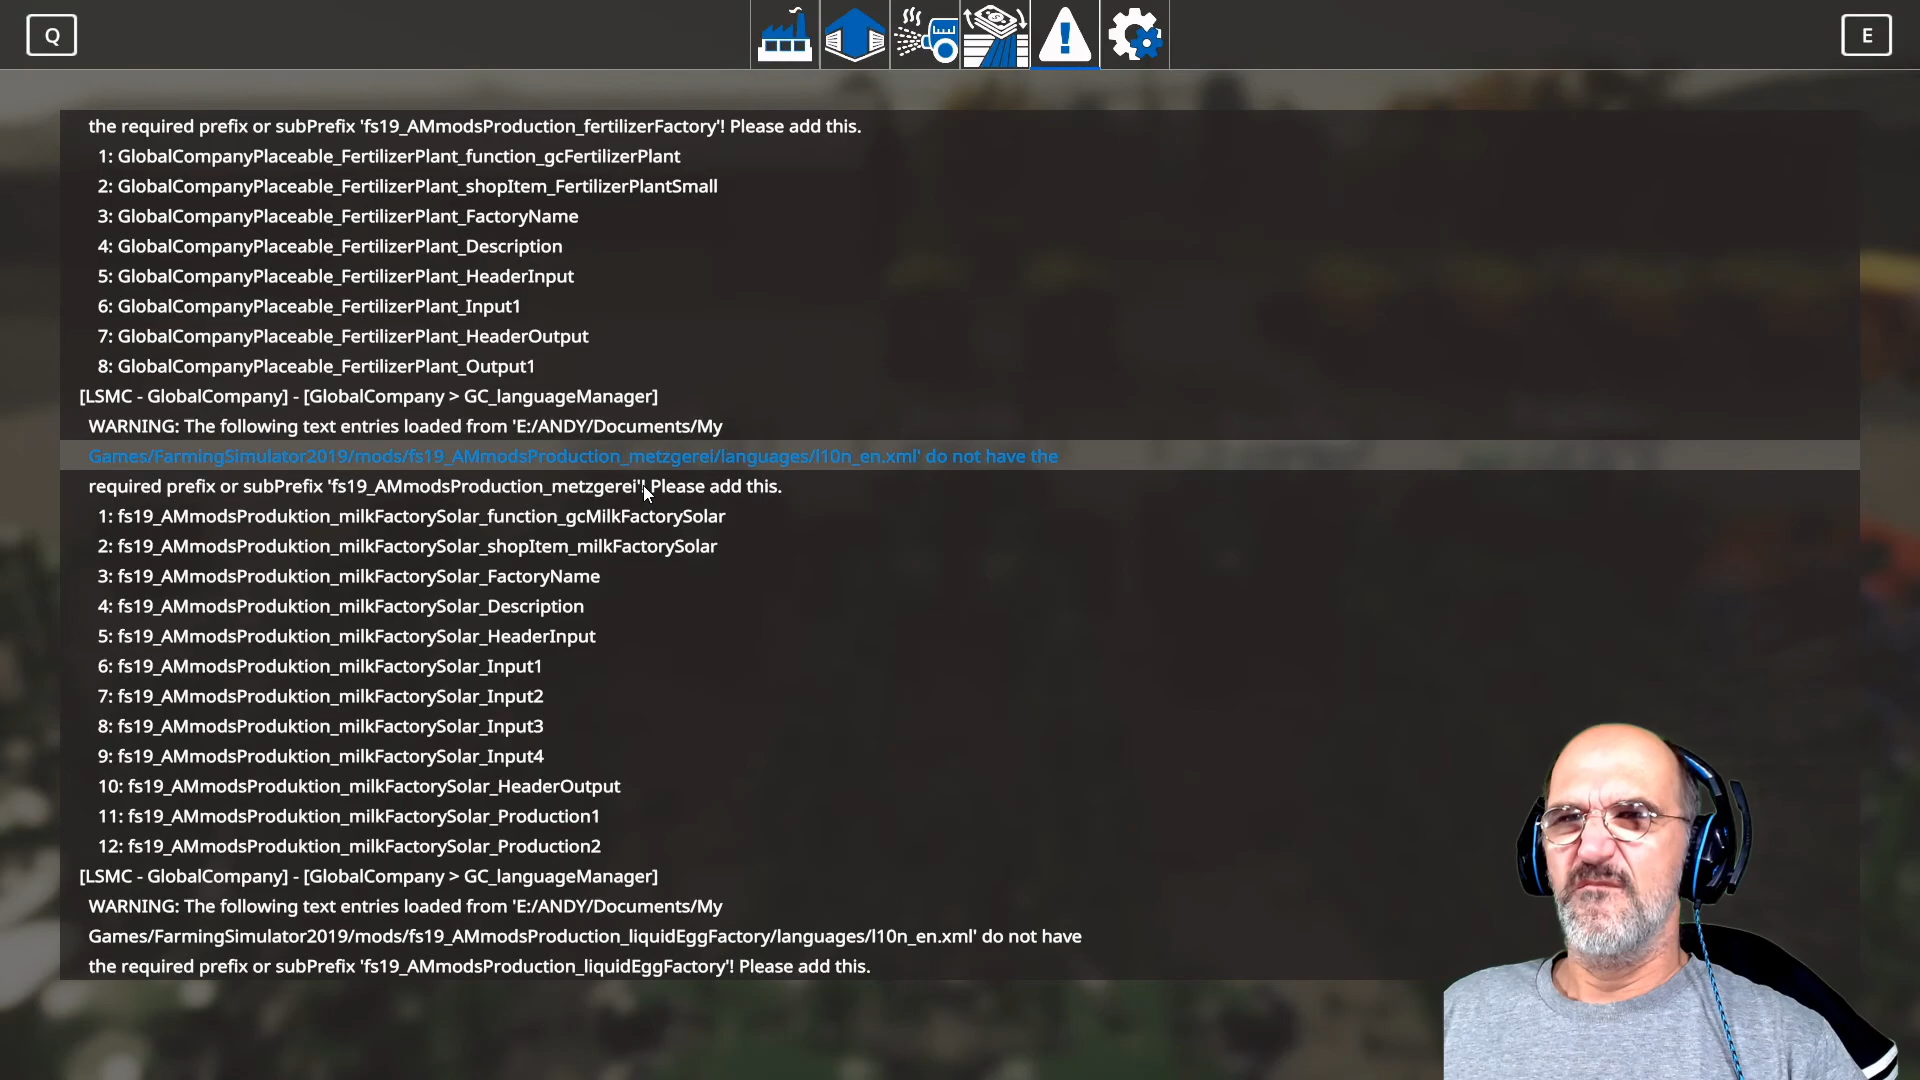 Q
E
the required prefix or subPrefix 'fs19_AMmodsProduction_fertilizerFactory'! Please add this.
1: GlobalCompanyPlaceable_FertilizerPlant_function_gcFertilizerPlant
2: GlobalCompanyPlaceable_FertilizerPlant_shopItem_FertilizerPlantSmall
3: GlobalCompanyPlaceable_FertilizerPlant_FactoryName
4: GlobalCompanyPlaceable_FertilizerPlant_Description
5: GlobalCompanyPlaceable_FertilizerPlant_HeaderInput
6: GlobalCompanyPlaceable_FertilizerPlant_Input1
7: GlobalCompanyPlaceable_FertilizerPlant_HeaderOutput
8: GlobalCompanyPlaceable_FertilizerPlant_Output1
[LSMC - GlobalCompany] - [GlobalCompany > GC_languageManager]
WARNING: The following text entries loaded from 'E:/ANDY/Documents/My
Games/FarmingSimulator2019/mods/fs19_AMmodsProduction_metzgerei/languages/l10n_en.xml' do not have the
required prefix or subPrefix 'fs19_AMmodsProduction_metzgerei'! Please add this.
1: fs19_AMmodsProduktion_milkFactorySolar_function_gcMilkFactorySolar
2: fs19_AMmodsProduktion_milkFactorySolar_shopItem_milkFactorySolar
3: fs19_AMmodsProduktion_milkFactorySolar_FactoryName
4: fs19_AMmodsProduktion_milkFactorySolar_Description
5: fs19_AMmodsProduktion_milkFactorySolar_HeaderInput
6: fs19_AMmodsProduktion_milkFactorySolar_Input1
7: fs19_AMmodsProduktion_milkFactorySolar_Input2
8: fs19_AMmodsProduktion_milkFactorySolar_Input3
9: fs19_AMmodsProduktion_milkFactorySolar_Input4
10: fs19_AMmodsProduktion_milkFactorySolar_HeaderOutput
11: fs19_AMmodsProduktion_milkFactorySolar_Production1
12: fs19_AMmodsProduktion_milkFactorySolar_Production2
[LSMC - GlobalCompany] - [GlobalCompany > GC_languageManager]
WARNING: The following text entries loaded from 'E:/ANDY/Documents/My
Games/FarmingSimulator2019/mods/fs19_AMmodsProduction_liquidEggFactory/languages/l10n_en.xml' do not have
the required prefix or subPrefix 'fs19_AMmodsProduction_liquidEggFactory'! Please add this.